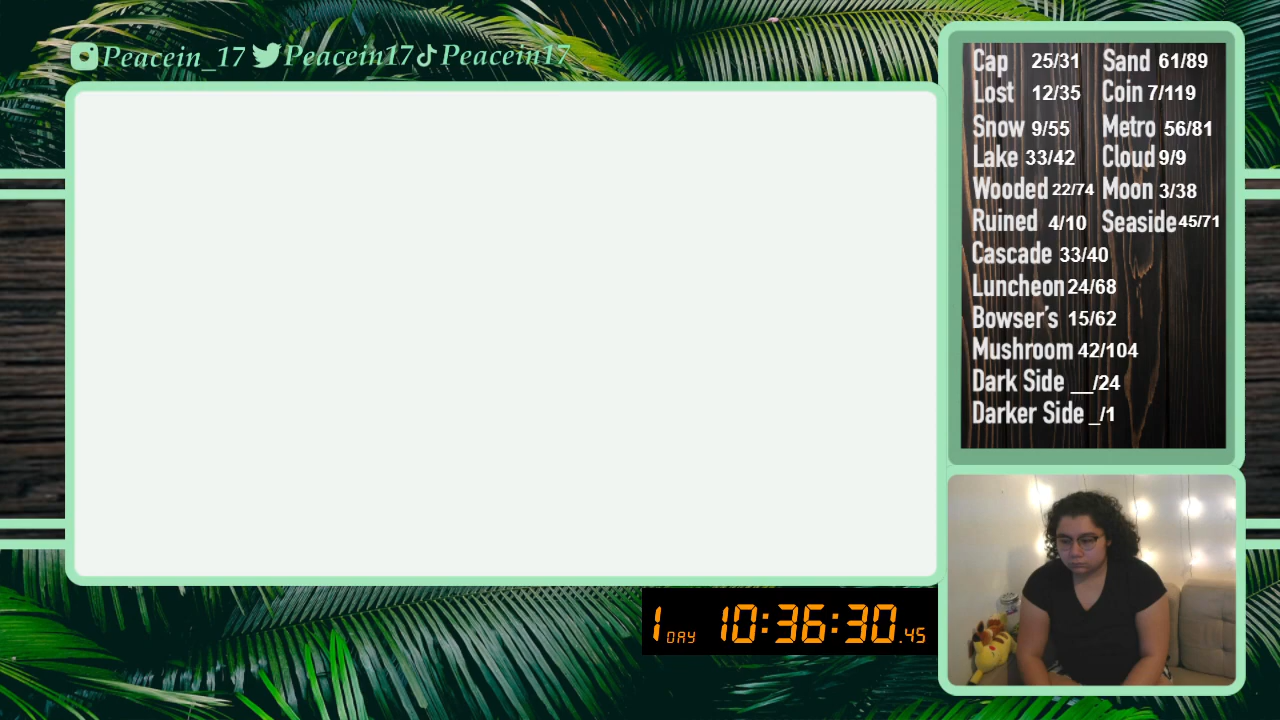 Peacein_17 Peacein17 Peacein17
Cap 25/31 Sand 61/89
Lost 12/35 Coin 7/119
Snow 9/55 Metro 56/81
Lake 33/42 Cloud 9/9
Wooded 22/74 Moon 3/38
Ruined 4/10 Seaside 45/71
Cascade 33/40
Luncheon 24/68
Bowser's 15/62
Mushroom 42/104
Dark Side __/24
Darker Side _/1
1 DAY 10:36:30.45